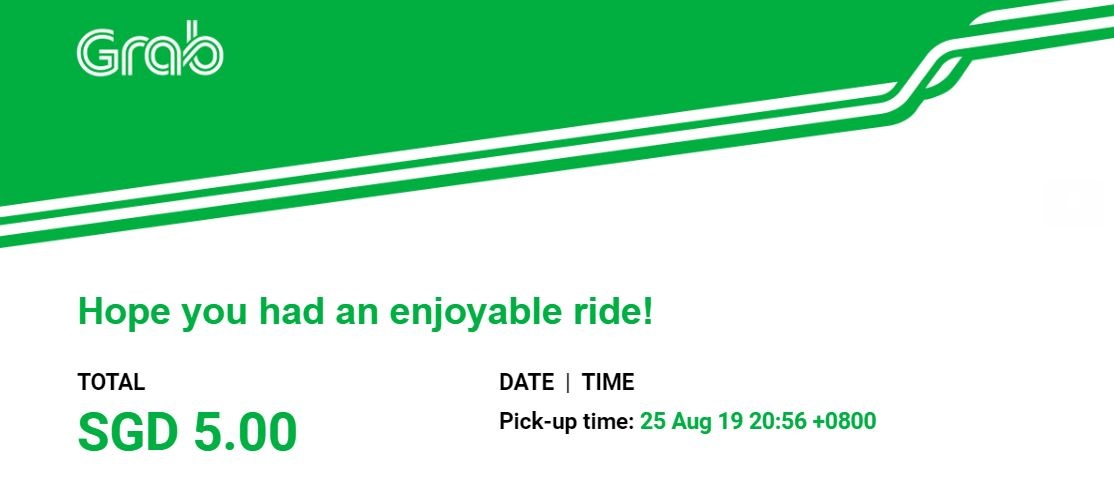 Grab
Hope you had an enjoyable ride!
TOTAL
DATE | TIME
SGD 5.00
Pick-up time: 25 Aug 19 20:56 +0800